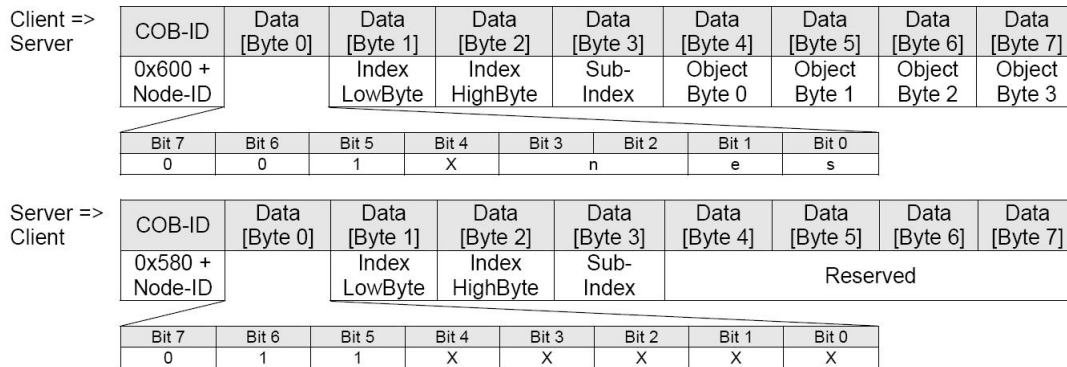 Client =>
Server
COB-ID Data [Byte 0] Data [Byte 1] Data [Byte 2] Data [Byte 3] Data [Byte 4] Data [Byte 5] Data [Byte 6] Data [Byte 7]
0x600 + Node-ID Index LowByte Index HighByte Sub-Index Object Byte 0 Object Byte 1 Object Byte 2 Object Byte 3
Bit 7 Bit 6 Bit 5 Bit 4 Bit 3 Bit 2 Bit 1 Bit 0
0 0 1 X n e s
Server =>
Client
COB-ID Data [Byte 0] Data [Byte 1] Data [Byte 2] Data [Byte 3] Data [Byte 4] Data [Byte 5] Data [Byte 6] Data [Byte 7]
0x580 + Node-ID Index LowByte Index HighByte Sub-Index Reserved
Bit 7 Bit 6 Bit 5 Bit 4 Bit 3 Bit 2 Bit 1 Bit 0
0 1 1 X X X X X